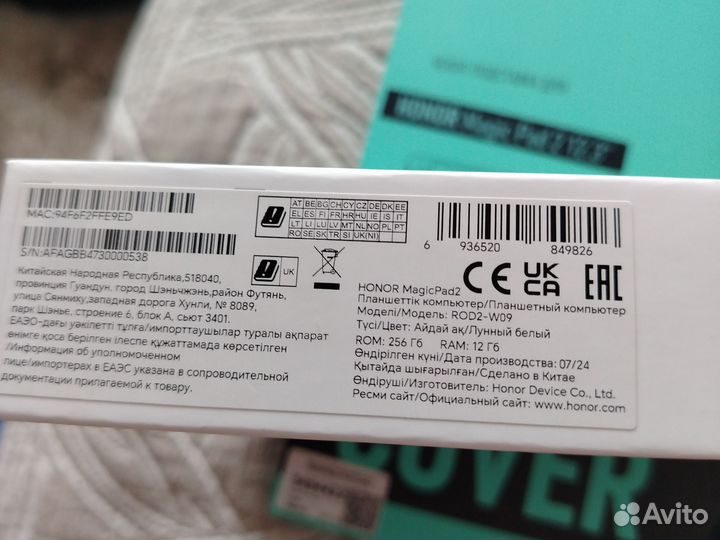 HONOR Magic Pad 2 12.3"
MAC:94F6F2FFE9ED
S/N:AFAGBB4730000538
AT BE BG CH CY CZ DE DK EE
EL ES FI FR HR HU IE IS IT
LT LI LU LV MT NL NO PL PT
RO SE SK TR UK(NI)
UK
6 936520 849826
CE UK CA EAC
Китайская Народная Республика,518040,
провинция Гуандун. город Шэньчжэнь,район Футянь,
улица Сянмиху,западная дорога Хунли, № 8089,
парк Шэнье, строение 6, блок А, сьют 3401.
ЕАЭО-дағы уәкілетті тұлға/импорттаушылар туралы ақпарат
өнімге қоса берілген ілеспе құжаттамада көрсетілген
/Информация об уполномоченном
лице/импортерах в ЕАЭС указана в сопроводительной
документации прилагаемой к товару.
HONOR MagicPad2
Планшеттік компьютер/Планшетный компьютер
Моделі/Модель: ROD2-W09
Түсі/Цвет: Айдай ақ/Лунный белый
ROM: 256 Гб RAM: 12 Гб
Өндірілген күні/Дата производства: 07/24
Қытайда шығарылған/Сделано в Китае
Өндіруші/Изготовитель: Honor Device Co., Ltd.
Ресми сайт/Официальный сайт: www.honor.com
COVER
Avito